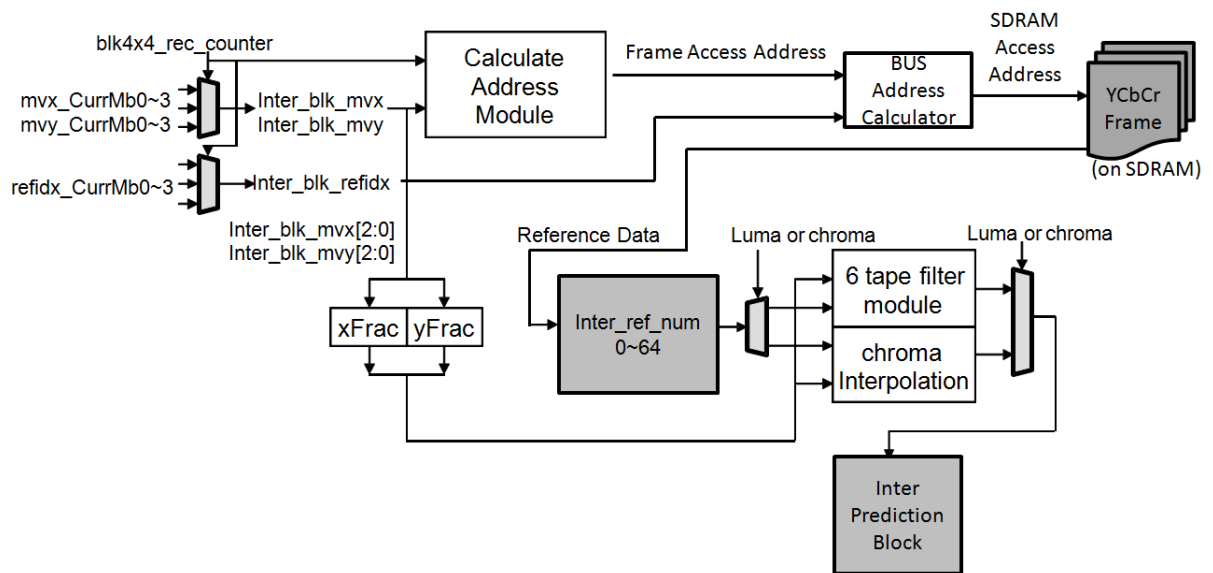 blk4x4_rec_counter
mvx_CurrMb0~3
mvy_CurrMb0~3
Inter_blk_mvx
Inter_blk_mvy
refidx_CurrMb0~3
Inter_blk_refidx
Calculate
Address
Module
Frame Access Address
BUS
Address
Calculator
SDRAM
Access
Address
YCbCr
Frame
(on SDRAM)
Inter_blk_mvx[2:0]
Inter_blk_mvy[2:0]
xFrac
yFrac
Reference Data
Inter_ref_num
0~64
Luma or chroma
Luma or chroma
6 tape filter
module
chroma
Interpolation
Inter
Prediction
Block